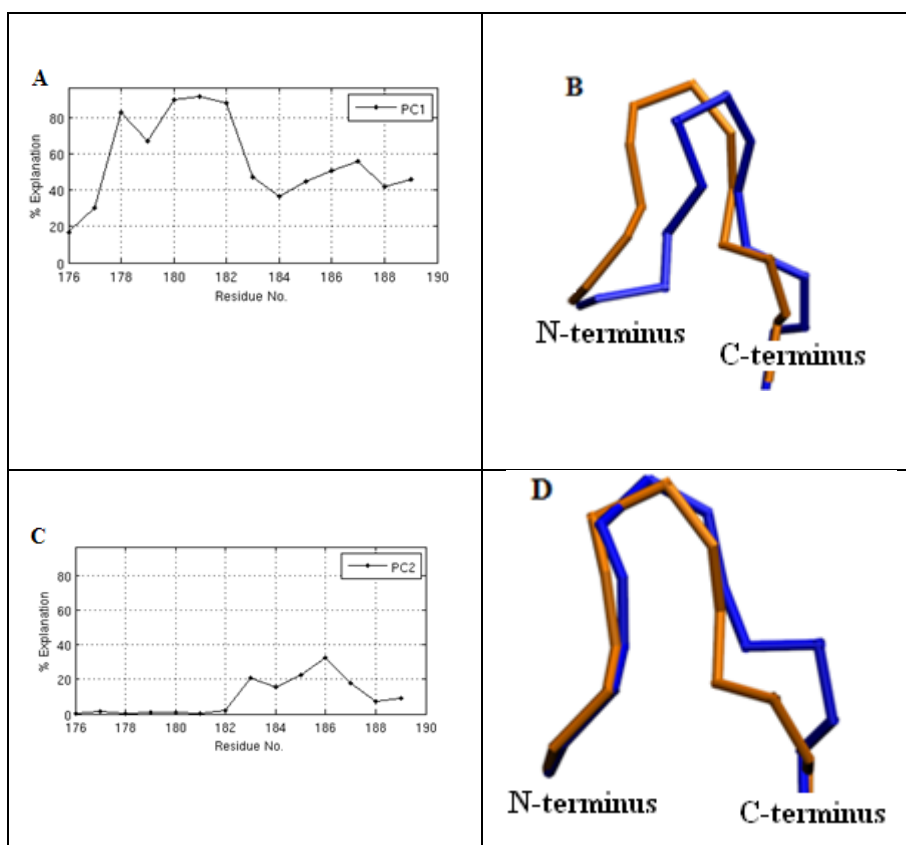 A
PC1
% Explanation
80
60
40
20
0
176 178 180 182 184 186 188 190
Residue No.
B
N-terminus
C-terminus
C
PC2
% Explanation
80
60
40
20
0
176 178 180 182 184 186 188 190
Residue No.
D
N-terminus
C-terminus